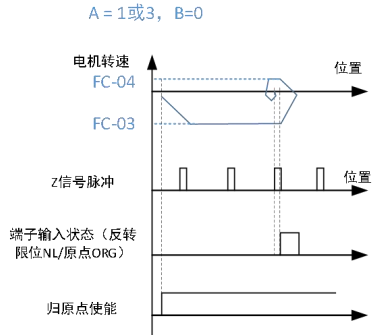 A = 1或3，B=0
电机转速
位置
FC-04
FC-03
Z信号脉冲
位置
端子输入状态（反转
限位NL/原点ORG）
归原点使能